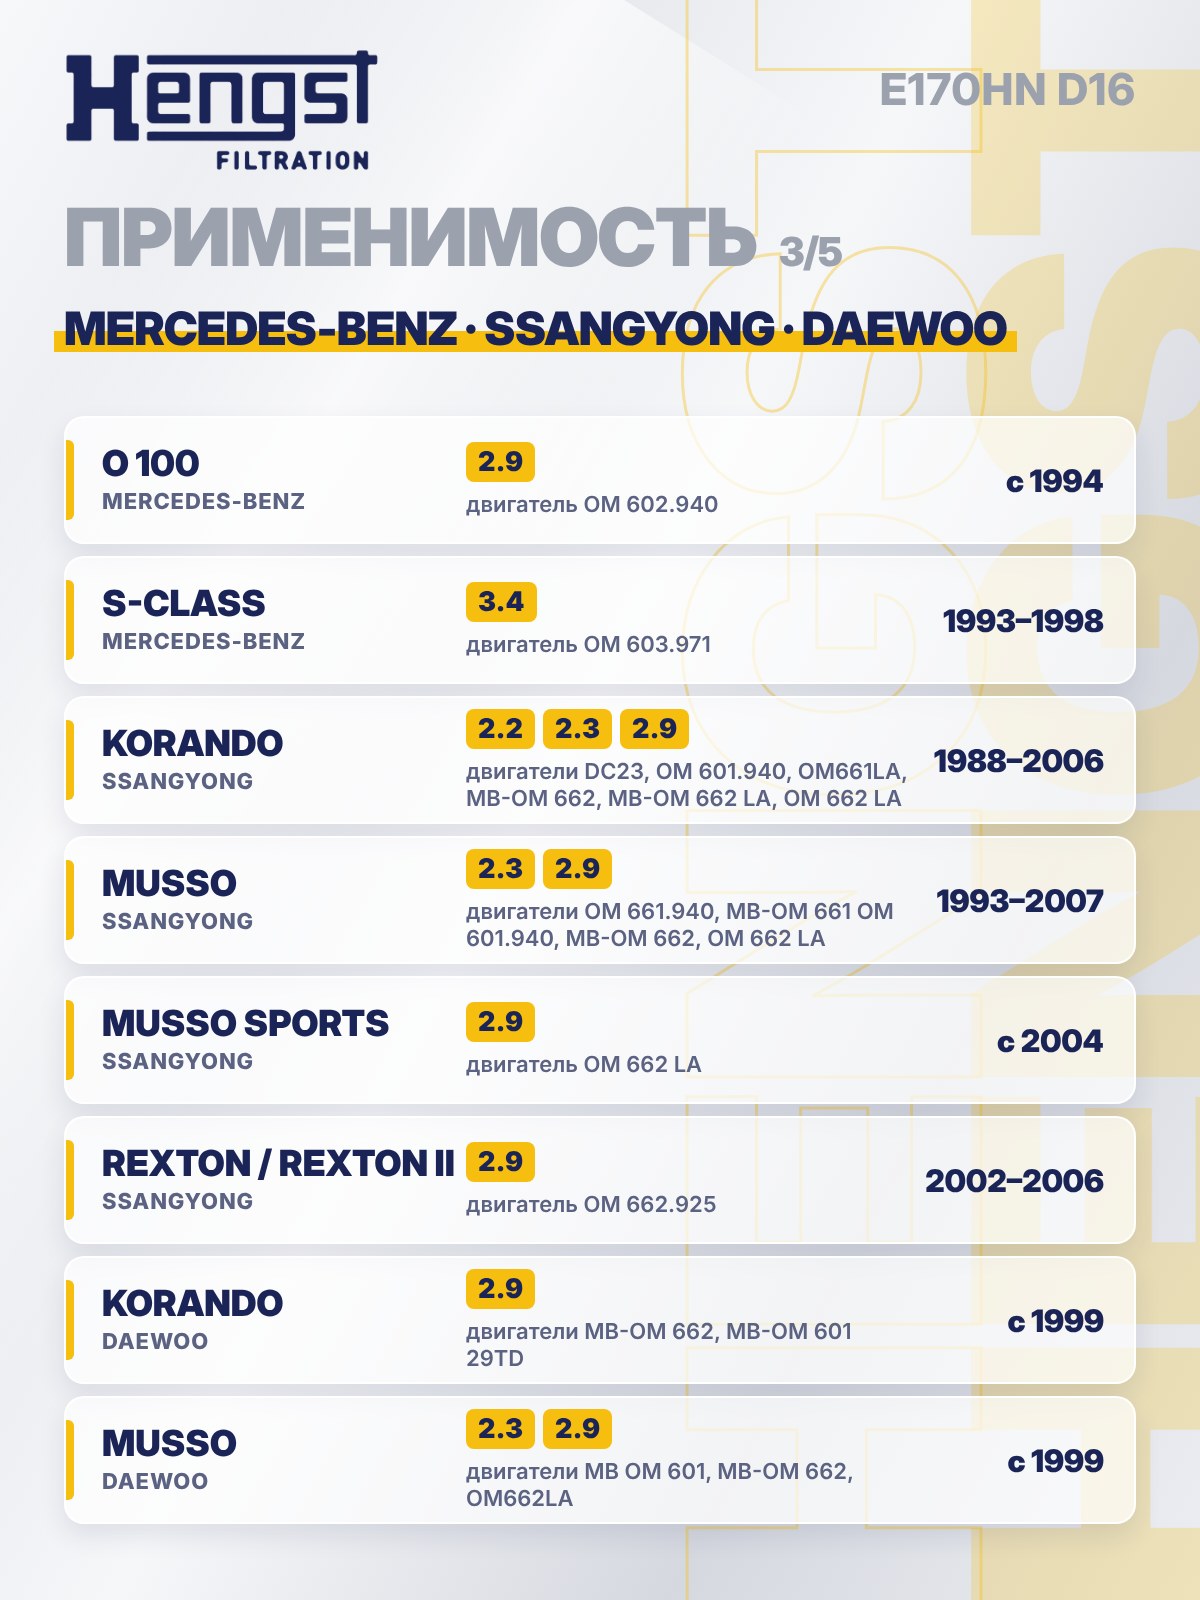 Hengst
FILTRATION
E170HN D16
ПРИМЕНИМОСТЬ 3/5
MERCEDES-BENZ · SSANGYONG · DAEWOO
O 100
MERCEDES-BENZ
2.9
двигатель OM 602.940
с 1994
S-CLASS
MERCEDES-BENZ
3.4
двигатель OM 603.971
1993–1998
KORANDO
SSANGYONG
2.2 2.3 2.9
двигатели DC23, OM 601.940, OM661LA,
MB-OM 662, MB-OM 662 LA, OM 662 LA
1988–2006
MUSSO
SSANGYONG
2.3 2.9
двигатели OM 661.940, MB-OM 661 OM
601.940, MB-OM 662, OM 662 LA
1993–2007
MUSSO SPORTS
SSANGYONG
2.9
двигатель OM 662 LA
с 2004
REXTON / REXTON II
SSANGYONG
2.9
двигатель OM 662.925
2002–2006
KORANDO
DAEWOO
2.9
двигатели MB-OM 662, MB-OM 601
29TD
с 1999
MUSSO
DAEWOO
2.3 2.9
двигатели MB OM 601, MB-OM 662,
OM662LA
с 1999
HENGST
HENGST